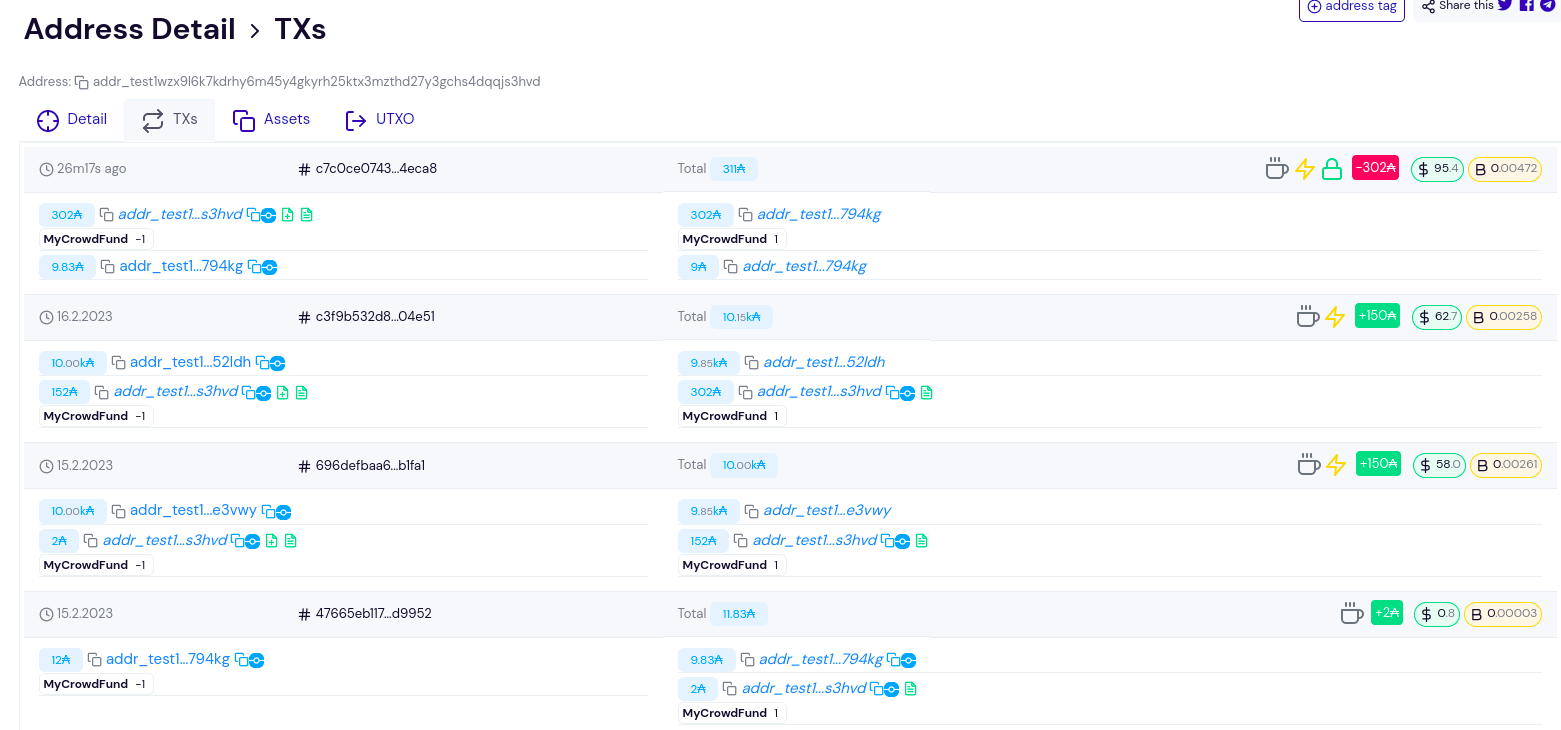 Address Detail > TXs
address tag
Share this
Address: addr_test1wzx9l6k7kdrhy6m45y4gkyrh25ktx3mzthd27y3gchs4dqqjs3hvd
Detail TXs Assets UTXO
26m17s ago # c7c0ce0743...4eca8 Total 311₳ -302₳ $ 95.4 B 0.00472
302₳ addr_test1...s3hvd 302₳ addr_test1...794kg
MyCrowdFund -1 MyCrowdFund 1
9.83₳ addr_test1...794kg 9₳ addr_test1...794kg
16.2.2023 # c3f9b532d8...04e51 Total 10.15k₳ +150₳ $ 62.7 B 0.00258
10.00k₳ addr_test1...52ldh 9.85k₳ addr_test1...52ldh
152₳ addr_test1...s3hvd 302₳ addr_test1...s3hvd
MyCrowdFund -1 MyCrowdFund 1
15.2.2023 # 696defbaa6...b1fa1 Total 10.00k₳ +150₳ $ 58.0 B 0.00261
10.00k₳ addr_test1...e3vwy 9.85k₳ addr_test1...e3vwy
2₳ addr_test1...s3hvd 152₳ addr_test1...s3hvd
MyCrowdFund -1 MyCrowdFund 1
15.2.2023 # 47665eb117...d9952 Total 11.83₳ +2₳ $ 0.8 B 0.00003
12₳ addr_test1...794kg 9.83₳ addr_test1...794kg
MyCrowdFund -1 2₳ addr_test1...s3hvd
MyCrowdFund 1